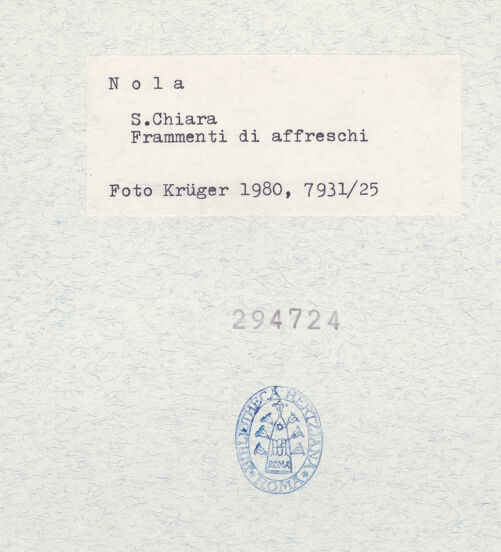 N o l a
S.Chiara
Frammenti di affreschi
Foto Krüger 1980, 7931/25
294724
BIBLIOTHECA HERTZIANA
ROMA
* ROMA *